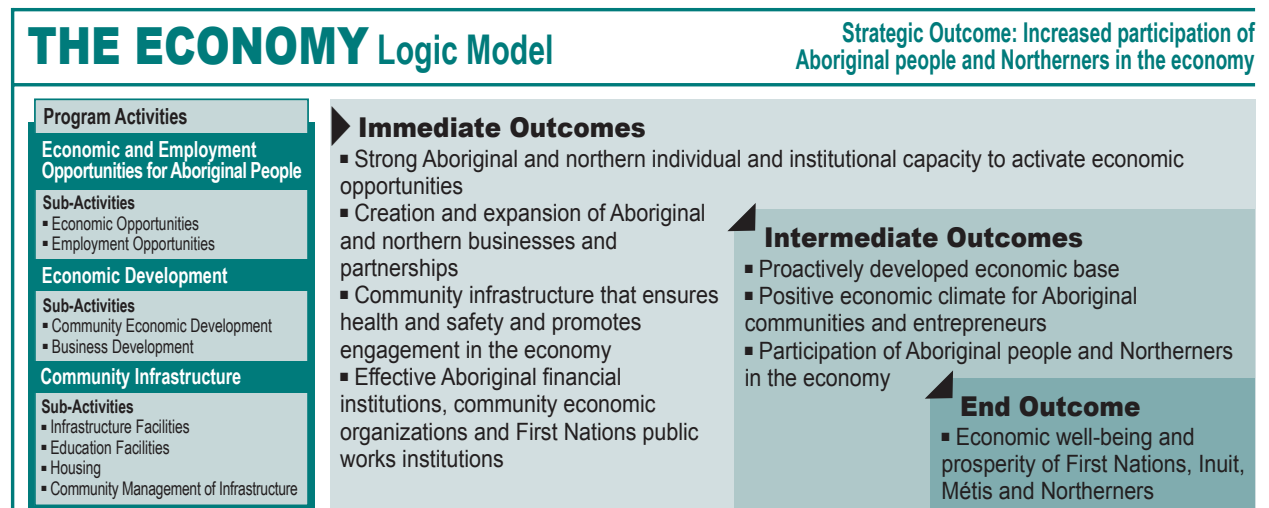 THE ECONOMY Logic Model
Strategic Outcome: Increased participation of
Aboriginal people and Northerners in the economy
Program Activities
Economic and Employment
Opportunities for Aboriginal People
Sub-Activities
▪ Economic Opportunities
▪ Employment Opportunities
Economic Development
Sub-Activities
▪ Community Economic Development
▪ Business Development
Community Infrastructure
Sub-Activities
▪ Infrastructure Facilities
▪ Education Facilities
▪ Housing
▪ Community Management of Infrastructure
Immediate Outcomes
▪ Strong Aboriginal and northern individual and institutional capacity to activate economic
opportunities
▪ Creation and expansion of Aboriginal
and northern businesses and
partnerships
▪ Community infrastructure that ensures
health and safety and promotes
engagement in the economy
▪ Effective Aboriginal financial
institutions, community economic
organizations and First Nations public
works institutions
Intermediate Outcomes
▪ Proactively developed economic base
▪ Positive economic climate for Aboriginal
communities and entrepreneurs
▪ Participation of Aboriginal people and Northerners
in the economy
End Outcome
▪ Economic well-being and
prosperity of First Nations, Inuit,
Métis and Northerners